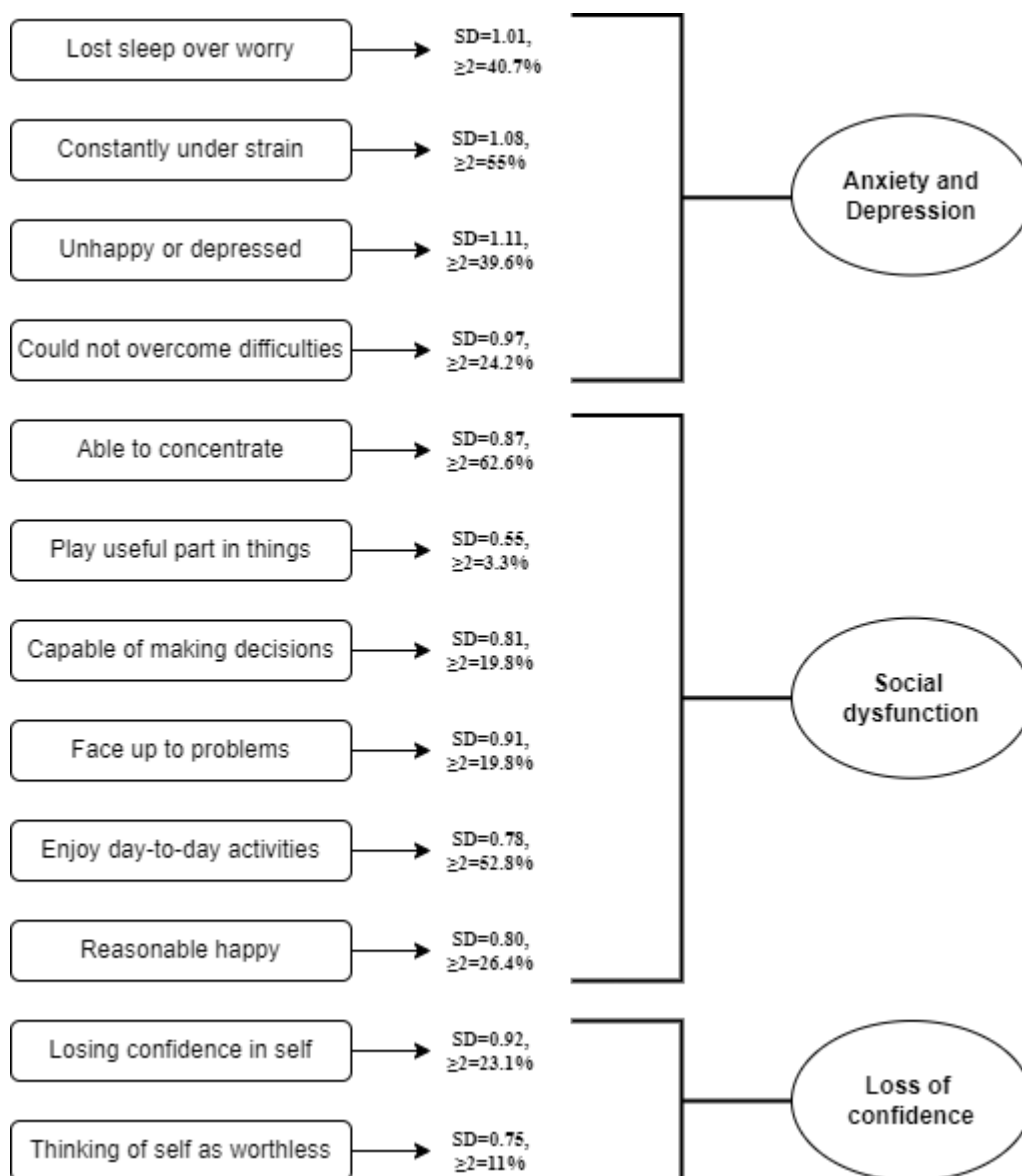 Lost sleep over worry
SD=1.01,
≥2=40.7%
Constantly under strain
SD=1.08,
≥2=55%
Unhappy or depressed
SD=1.11,
≥2=39.6%
Could not overcome difficulties
SD=0.97,
≥2=24.2%
Anxiety and
Depression
Able to concentrate
SD=0.87,
≥2=62.6%
Play useful part in things
SD=0.55,
≥2=3.3%
Capable of making decisions
SD=0.81,
≥2=19.8%
Face up to problems
SD=0.91,
≥2=19.8%
Enjoy day-to-day activities
SD=0.78,
≥2=52.8%
Reasonable happy
SD=0.80,
≥2=26.4%
Social
dysfunction
Losing confidence in self
SD=0.92,
≥2=23.1%
Thinking of self as worthless
SD=0.75,
≥2=11%
Loss of
confidence